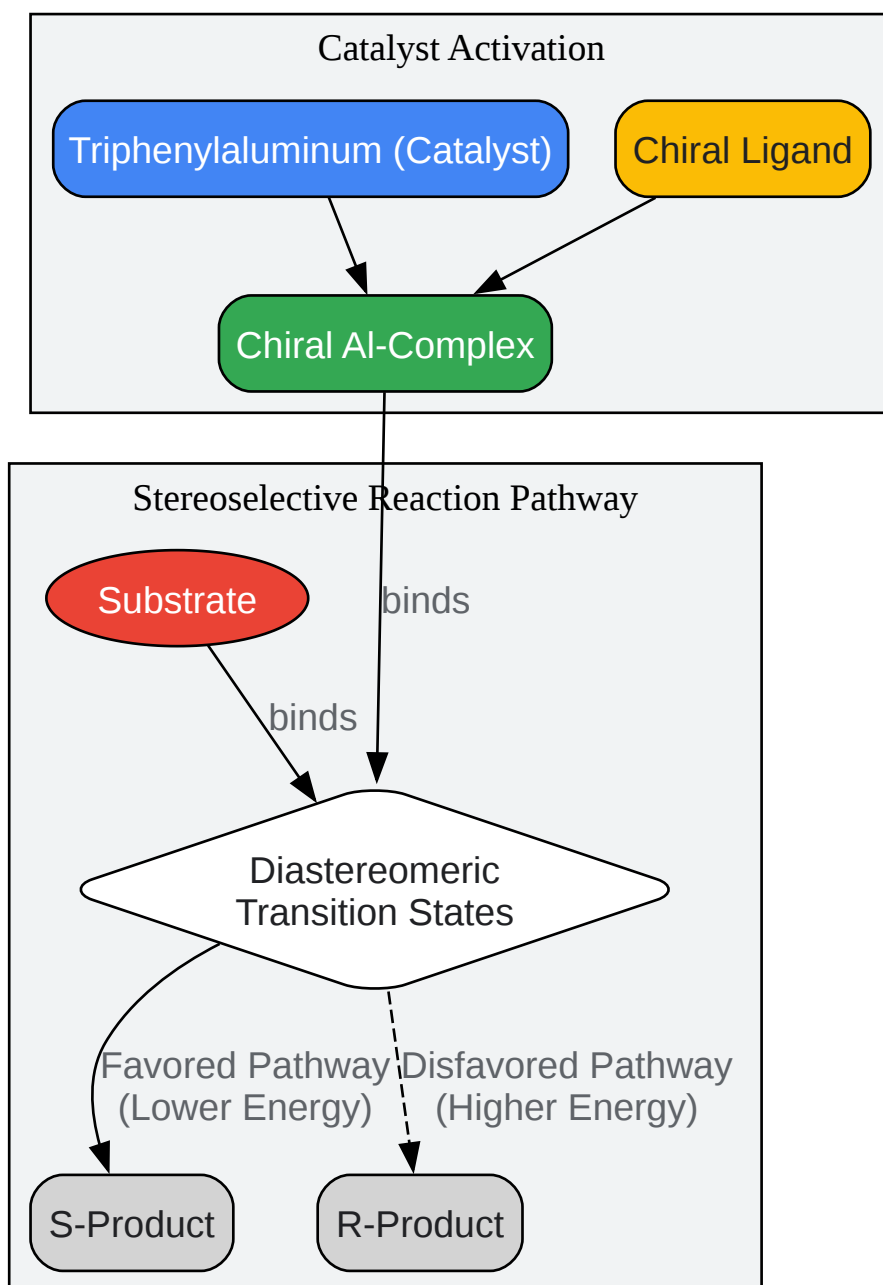 Catalyst Activation
Triphenylaluminum (Catalyst)
Chiral Ligand
Chiral Al-Complex
Stereoselective Reaction Pathway
Substrate
binds
binds
Diastereomeric
Transition States
Favored Pathway
(Lower Energy)
Disfavored Pathway
(Higher Energy)
S-Product
R-Product